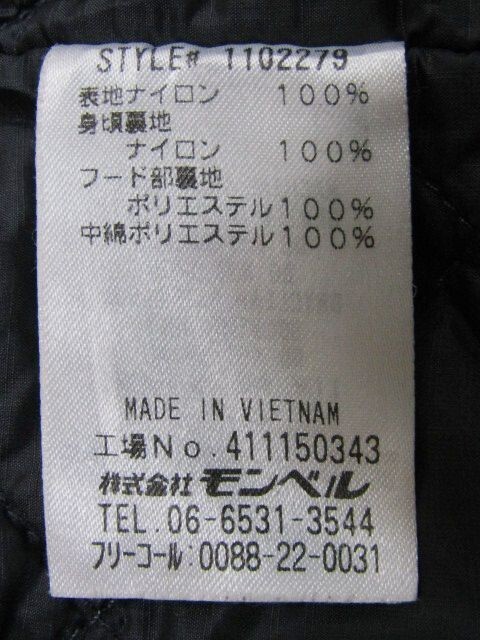 STYLE# 1102279
表地ナイロン 100%
身頃裏地
ナイロン 100%
フード部裏地
ポリエステル100%
中綿ポリエステル100%
MADE IN VIETNAM
工場No.411150343
株式会社モンベル
TEL.06-6531-3544
フリーコール:0088-22-0031